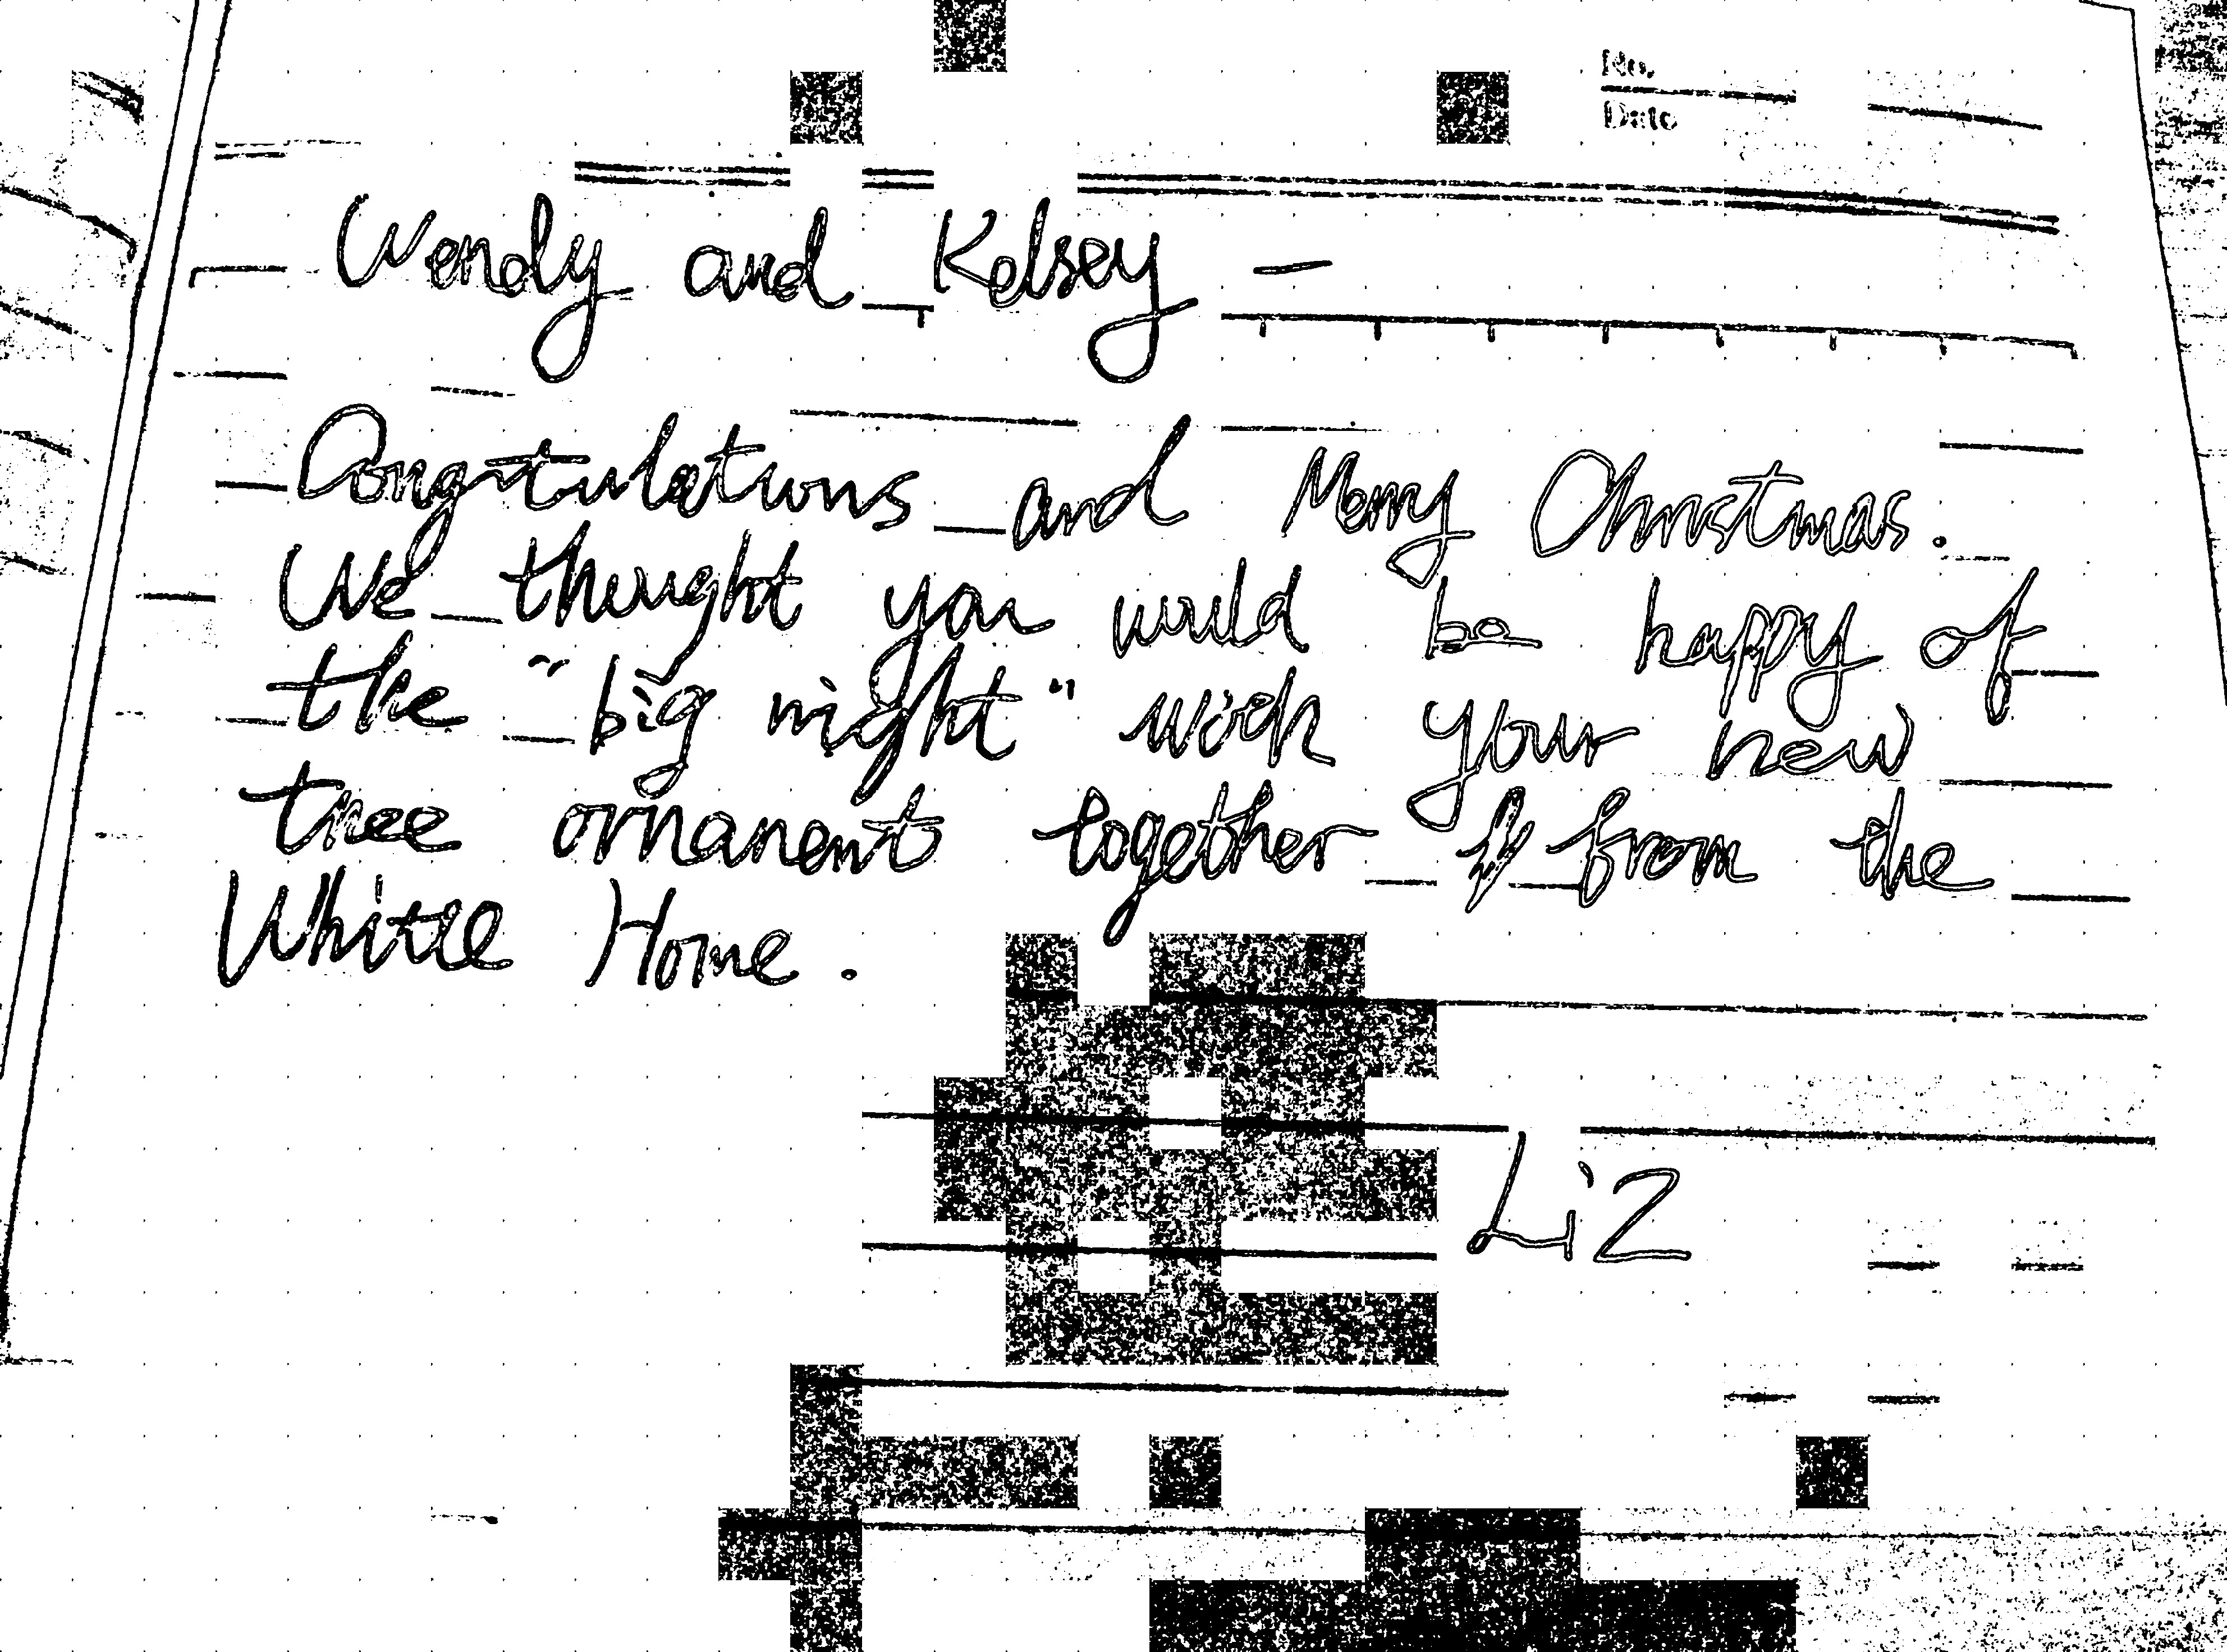 No.
Date
Wendy and Kelsey —
Congratulations and Merry Christmas.
We thought you would be happy of
the "big night" with your new
tree ornament together from the
White Home.
Liz